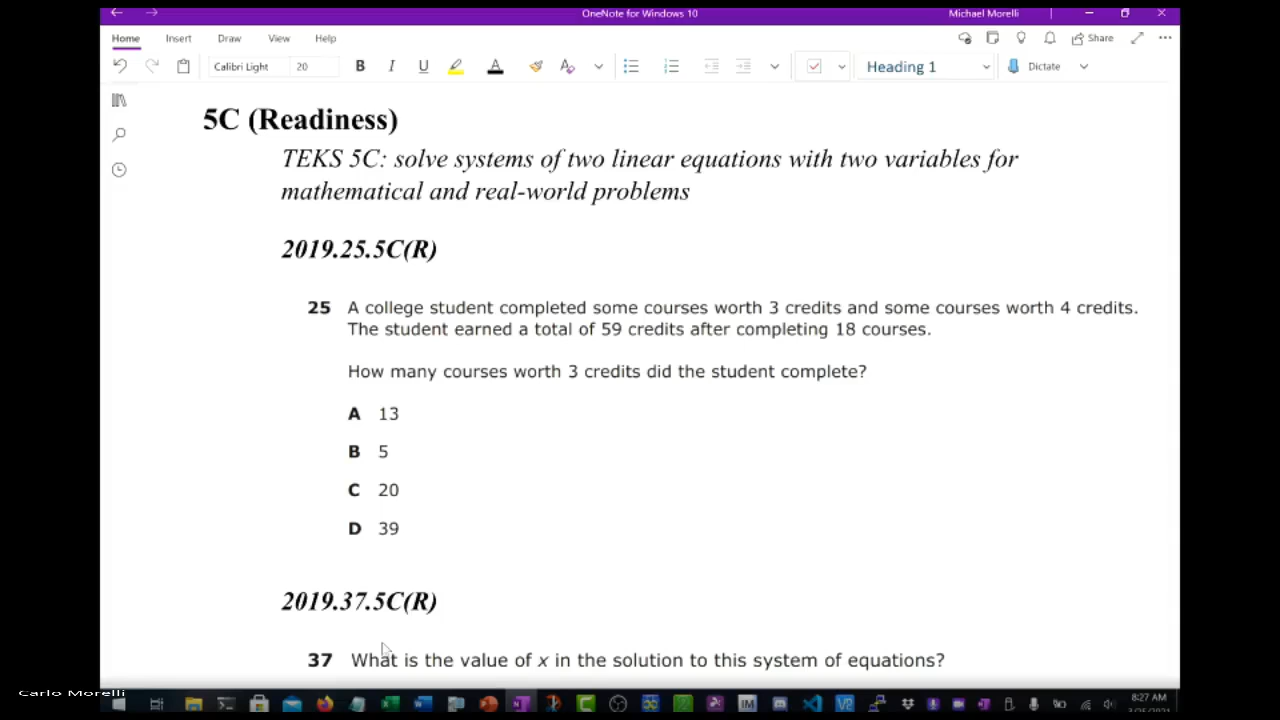 OneNote for Windows 10
Michael Morelli
Home Insert Draw View Help
Share
Calibri Light 20 B I U A Heading 1 Dictate
5C (Readiness)
TEKS 5C: solve systems of two linear equations with two variables for
mathematical and real-world problems
2019.25.5C(R)
25 A college student completed some courses worth 3 credits and some courses worth 4 credits.
The student earned a total of 59 credits after completing 18 courses.
How many courses worth 3 credits did the student complete?
A 13
B 5
C 20
D 39
2019.37.5C(R)
37 What is the value of x in the solution to this system of equations?
Carlo Morelli
8:27 AM